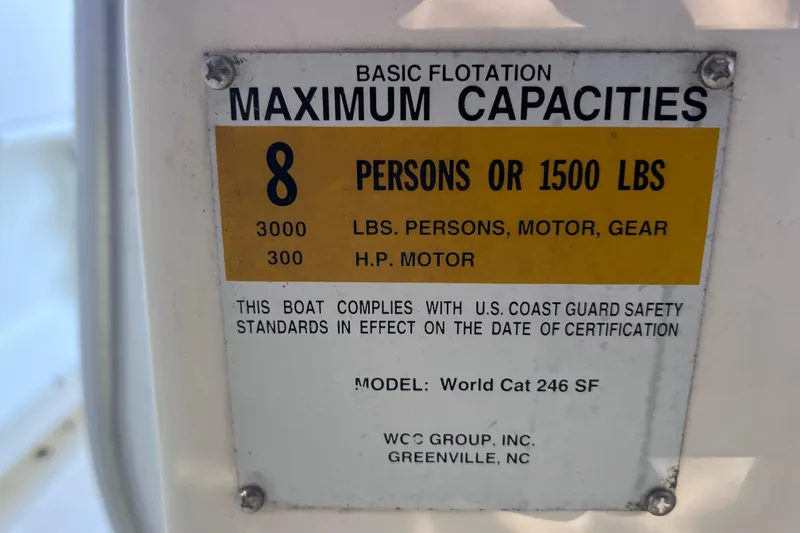 BASIC FLOTATION
MAXIMUM CAPACITIES
8 PERSONS OR 1500 LBS
3000 LBS. PERSONS, MOTOR, GEAR
300 H.P. MOTOR
THIS BOAT COMPLIES WITH U.S. COAST GUARD SAFETY
STANDARDS IN EFFECT ON THE DATE OF CERTIFICATION
MODEL: World Cat 246 SF
WCC GROUP, INC.
GREENVILLE, NC